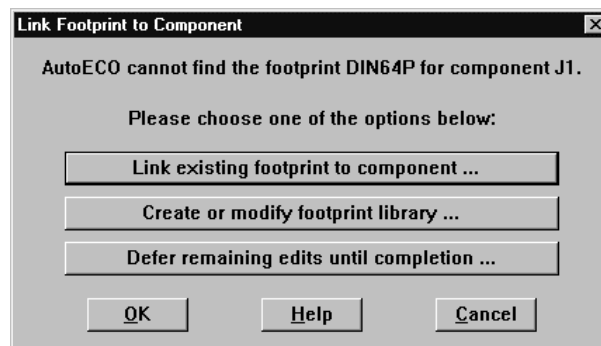 Link Footprint to Component
AutoECO cannot find the footprint DIN64P for component J1.
Please choose one of the options below:
Link existing footprint to component ...
Create or modify footprint library ...
Defer remaining edits until completion ...
OK Help Cancel